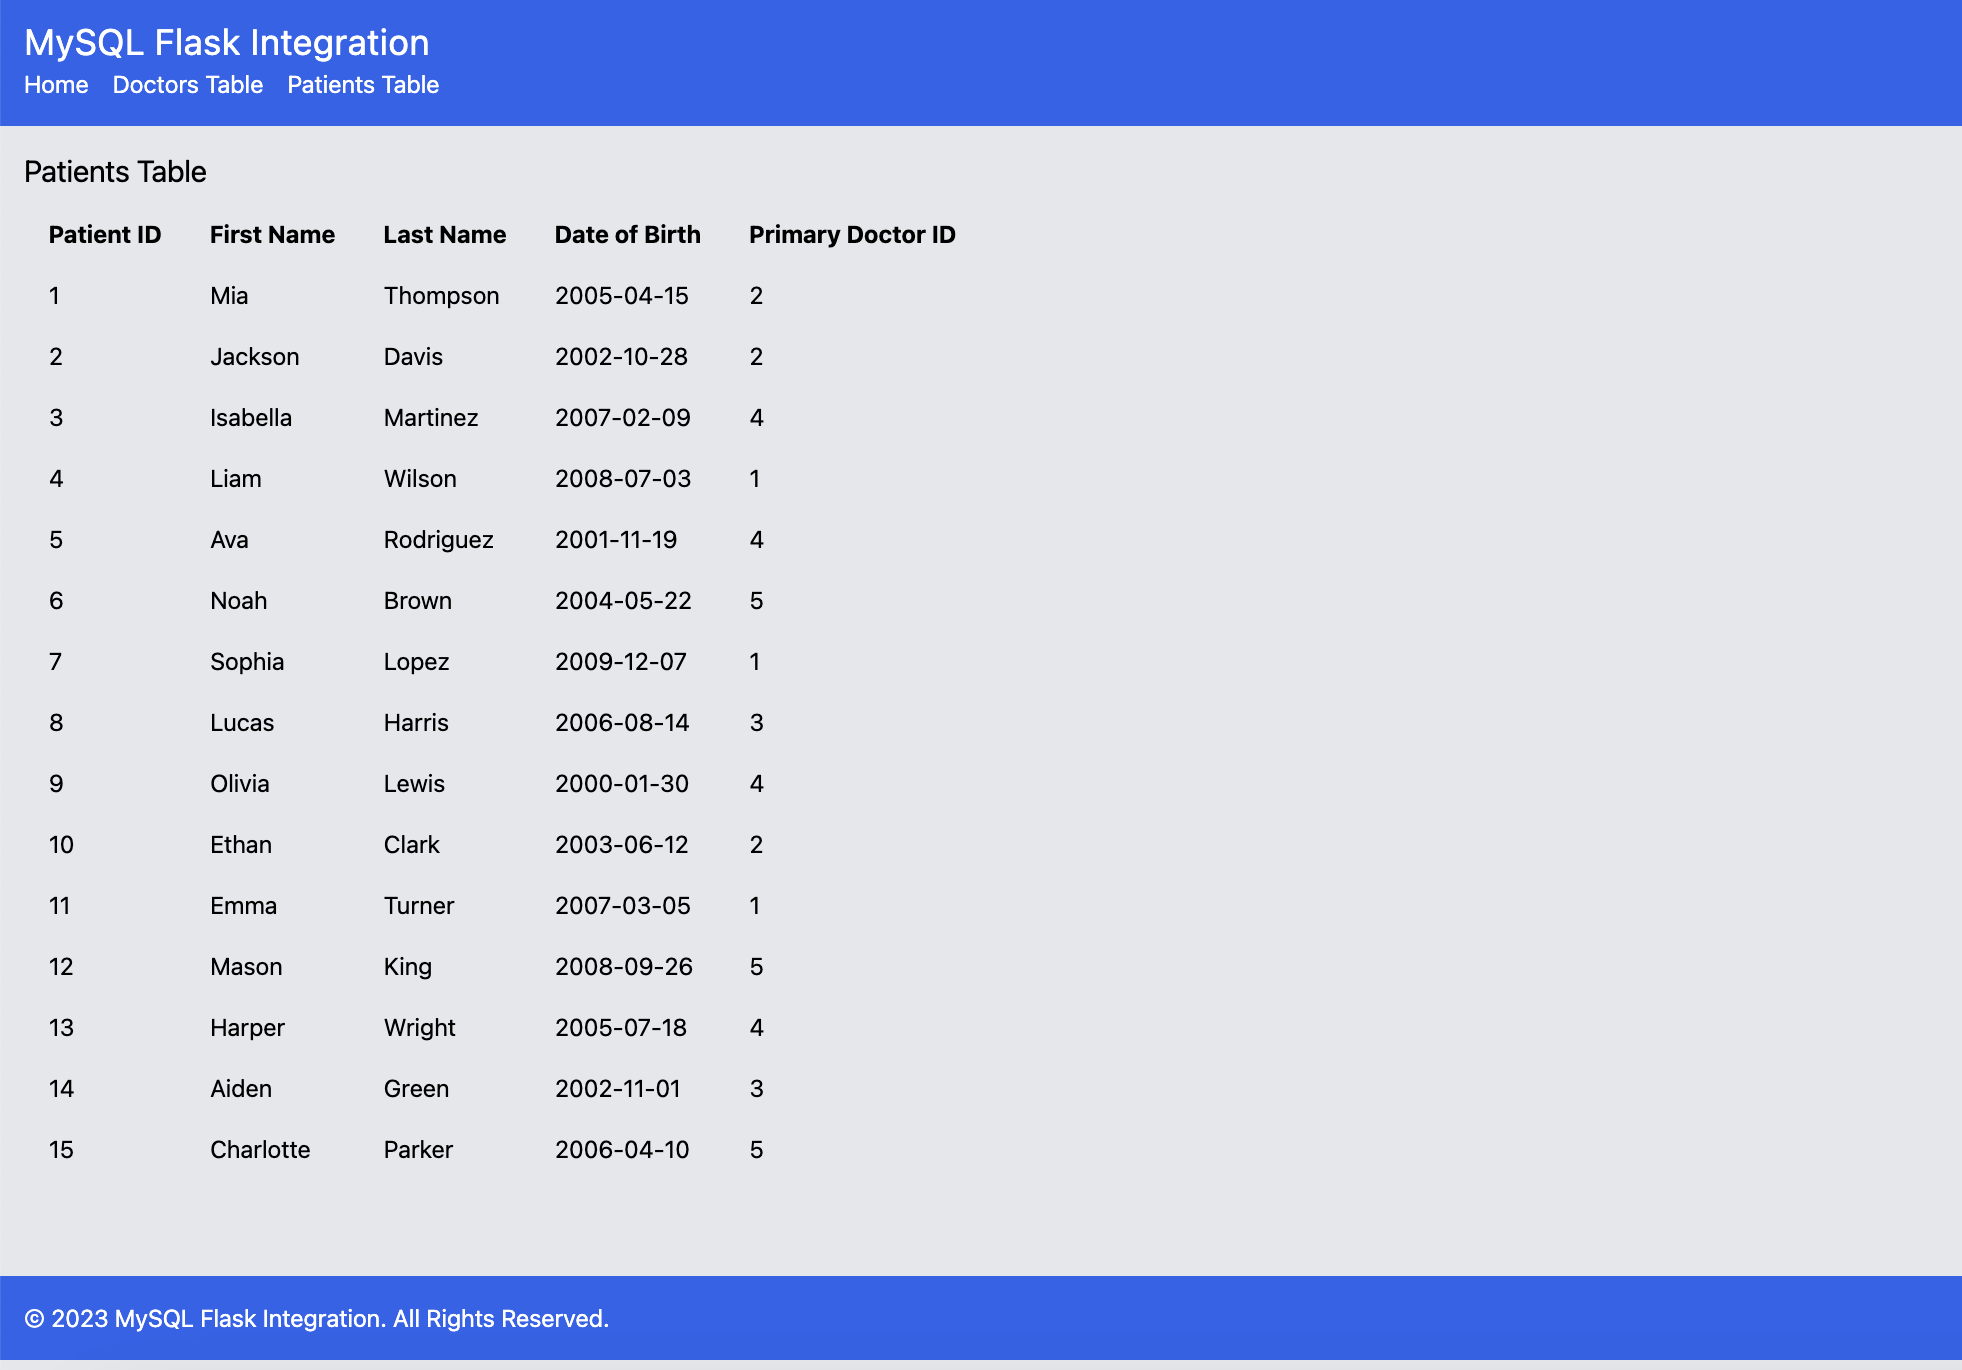 MySQL Flask Integration
Home Doctors Table Patients Table
Patients Table
Patient ID First Name Last Name Date of Birth Primary Doctor ID
1 Mia Thompson 2005-04-15 2
2 Jackson Davis 2002-10-28 2
3 Isabella Martinez 2007-02-09 4
4 Liam Wilson 2008-07-03 1
5 Ava Rodriguez 2001-11-19 4
6 Noah Brown 2004-05-22 5
7 Sophia Lopez 2009-12-07 1
8 Lucas Harris 2006-08-14 3
9 Olivia Lewis 2000-01-30 4
10 Ethan Clark 2003-06-12 2
11 Emma Turner 2007-03-05 1
12 Mason King 2008-09-26 5
13 Harper Wright 2005-07-18 4
14 Aiden Green 2002-11-01 3
15 Charlotte Parker 2006-04-10 5
© 2023 MySQL Flask Integration. All Rights Reserved.